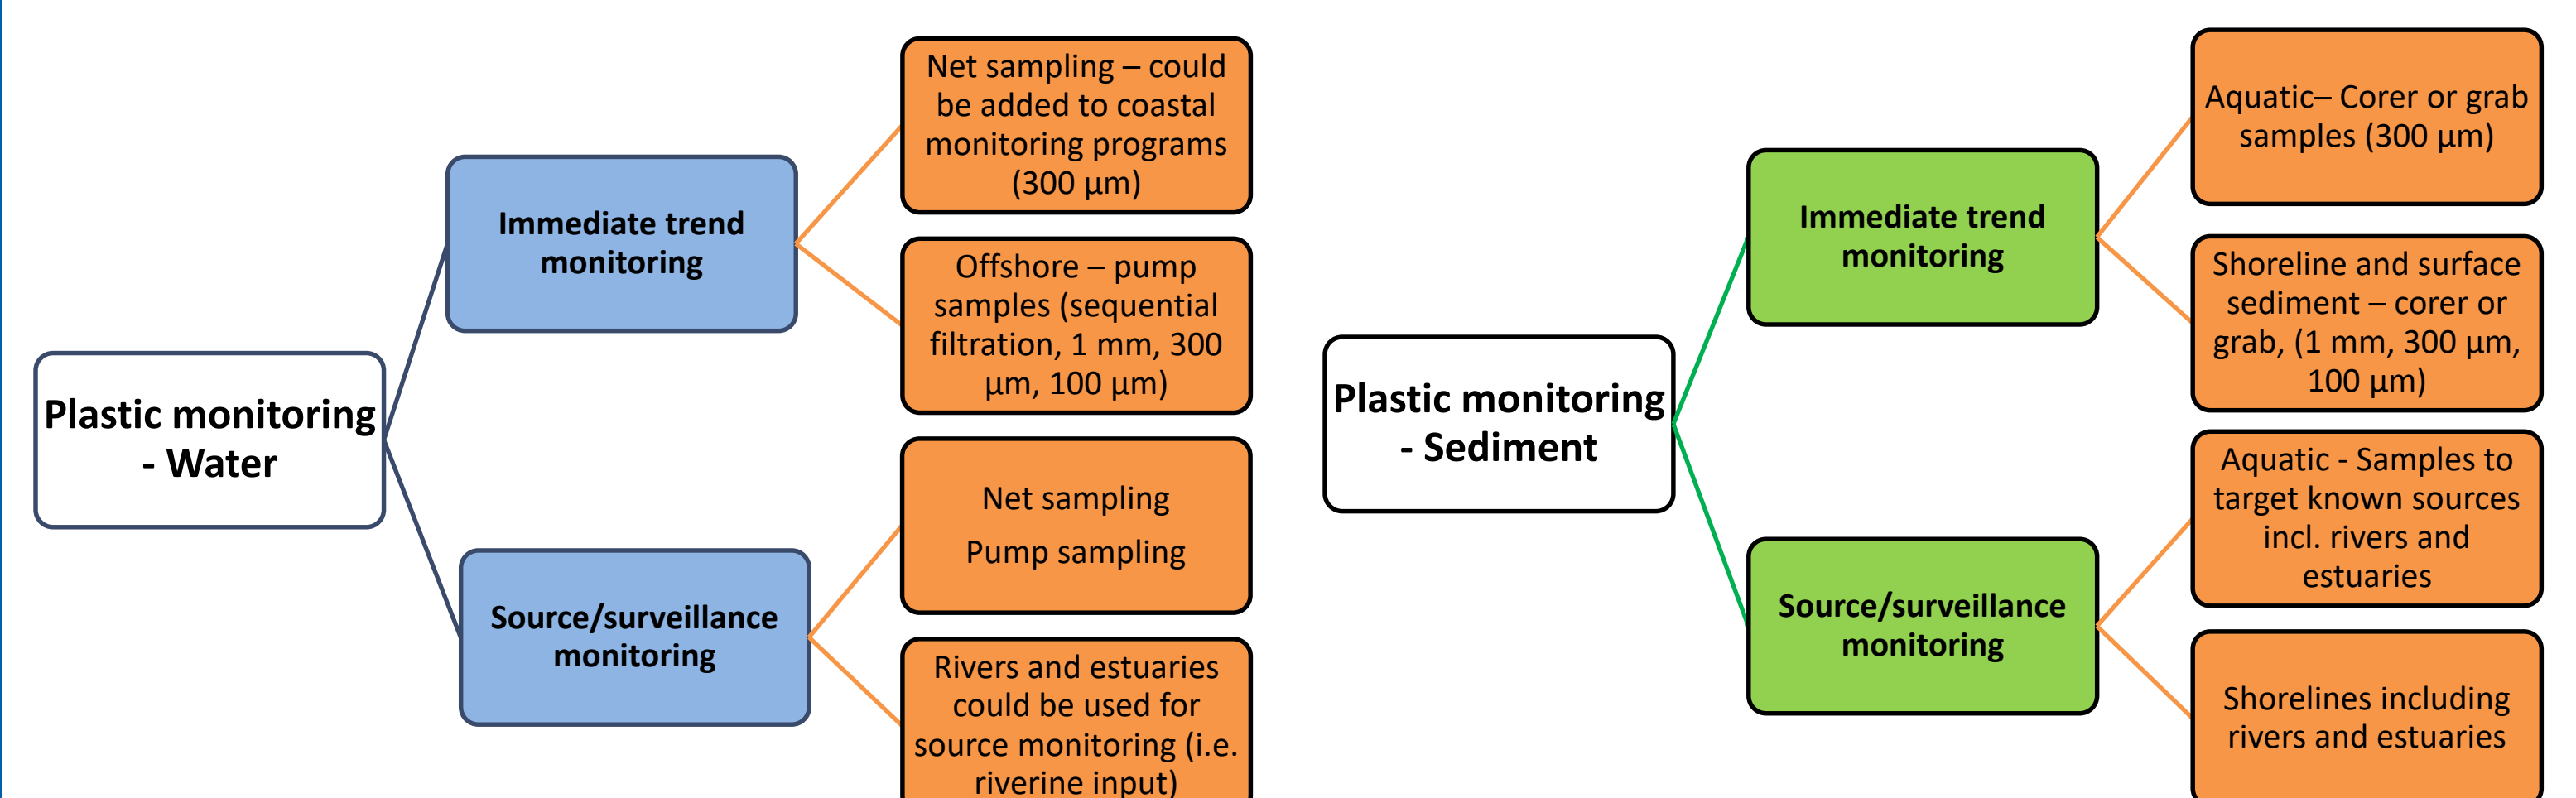 Plastic monitoring
- Water
Immediate trend
monitoring
Net sampling – could
be added to coastal
monitoring programs
(300 µm)
Offshore – pump
samples (sequential
filtration, 1 mm, 300
µm, 100 µm)
Source/surveillance
monitoring
Net sampling
Pump sampling
Rivers and estuaries
could be used for
source monitoring (i.e.
riverine input)
Plastic monitoring
- Sediment
Immediate trend
monitoring
Aquatic– Corer or grab
samples (300 µm)
Shoreline and surface
sediment – corer or
grab, (1 mm, 300 µm,
100 µm)
Source/surveillance
monitoring
Aquatic - Samples to
target known sources
incl. rivers and
estuaries
Shorelines including
rivers and estuaries